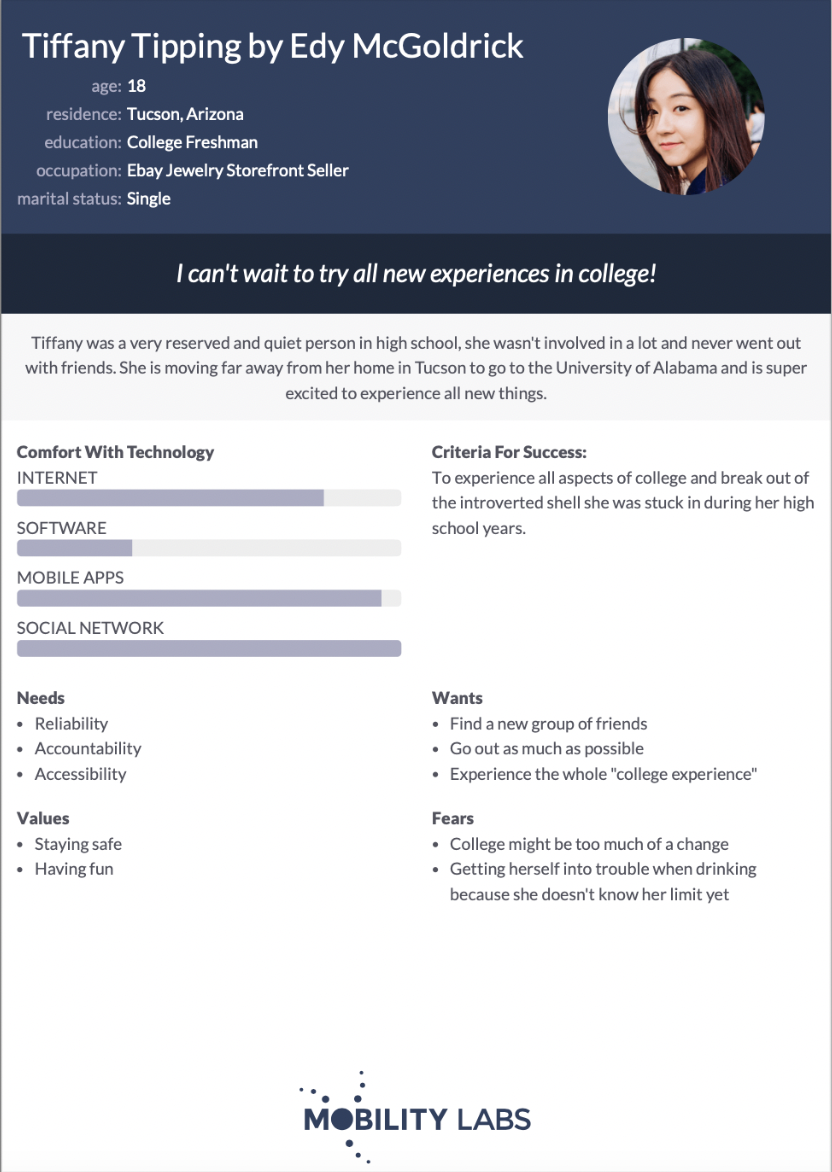 Tiffany Tipping by Edy McGoldrick
age: 18
residence: Tucson, Arizona
education: College Freshman
occupation: Ebay Jewelry Storefront Seller
marital status: Single
I can't wait to try all new experiences in college!
Tiffany was a very reserved and quiet person in high school, she wasn't involved in a lot and never went out
with friends. She is moving far away from her home in Tucson to go to the University of Alabama and is super
excited to experience all new things.
Comfort With Technology
INTERNET
SOFTWARE
MOBILE APPS
SOCIAL NETWORK
Criteria For Success:
To experience all aspects of college and break out of
the introverted shell she was stuck in during her high
school years.
Needs
• Reliability
• Accountability
• Accessibility
Wants
• Find a new group of friends
• Go out as much as possible
• Experience the whole "college experience"
Values
• Staying safe
• Having fun
Fears
• College might be too much of a change
• Getting herself into trouble when drinking
because she doesn't know her limit yet
MOBILITY LABS